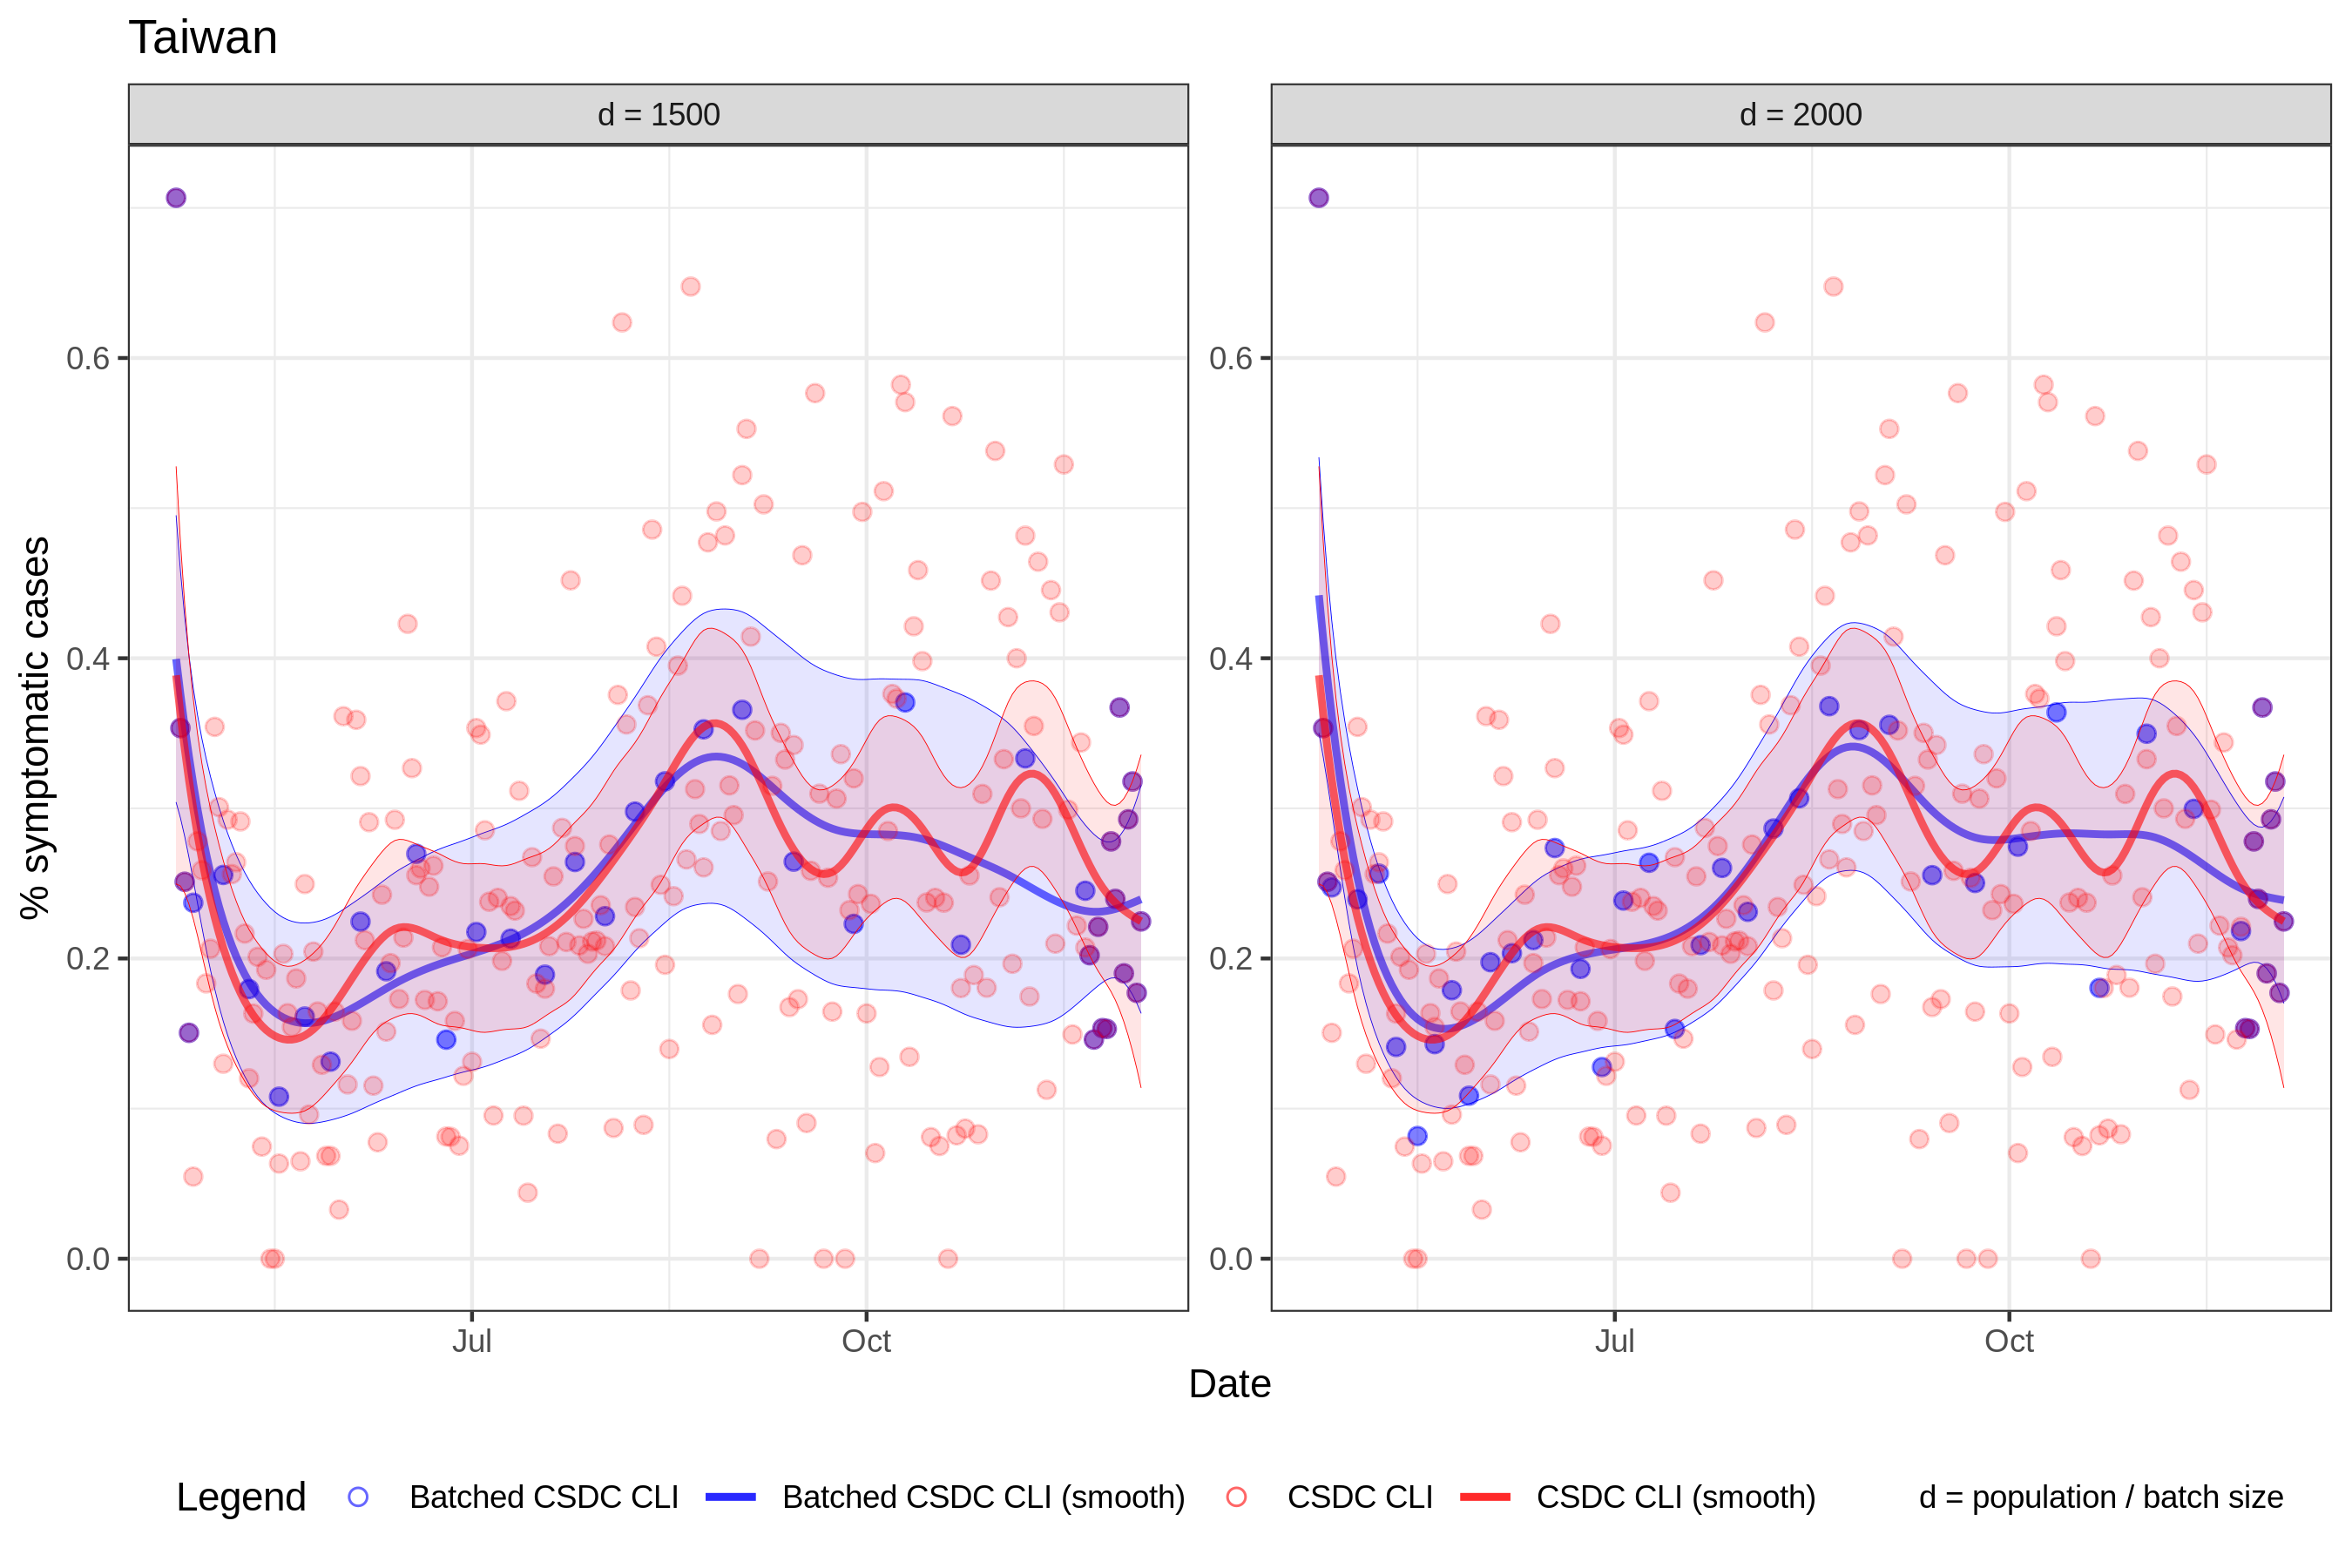 Taiwan
d = 1500
d = 2000
% symptomatic cases
0.6
0.4
0.2
0.0
0.6
0.4
0.2
0.0
Jul
Oct
Jul
Oct
Date
Legend
Batched CSDC CLI
Batched CSDC CLI (smooth)
CSDC CLI
CSDC CLI (smooth)
d = population / batch size